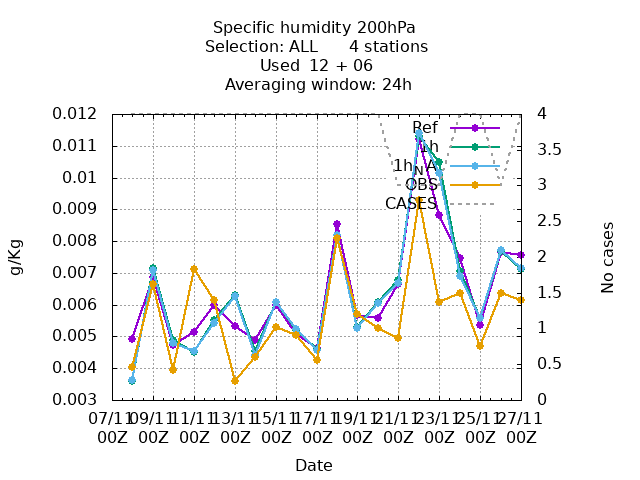 Specific humidity 200hPa
Selection: ALL 4 stations
Used 12 + 06
Averaging window: 24h
g/Kg
0.012
0.011
0.01
0.009
0.008
0.007
0.006
0.005
0.004
0.003
4
3.5
3
2.5
2
1.5
1
0.5
0
No cases
Ref
1h
1h_NA
OBS
CASES
07/11 09/11 11/11 13/11 15/11 17/11 19/11 21/11 23/11 25/11 27/11
00Z 00Z 00Z 00Z 00Z 00Z 00Z 00Z 00Z 00Z 00Z
Date